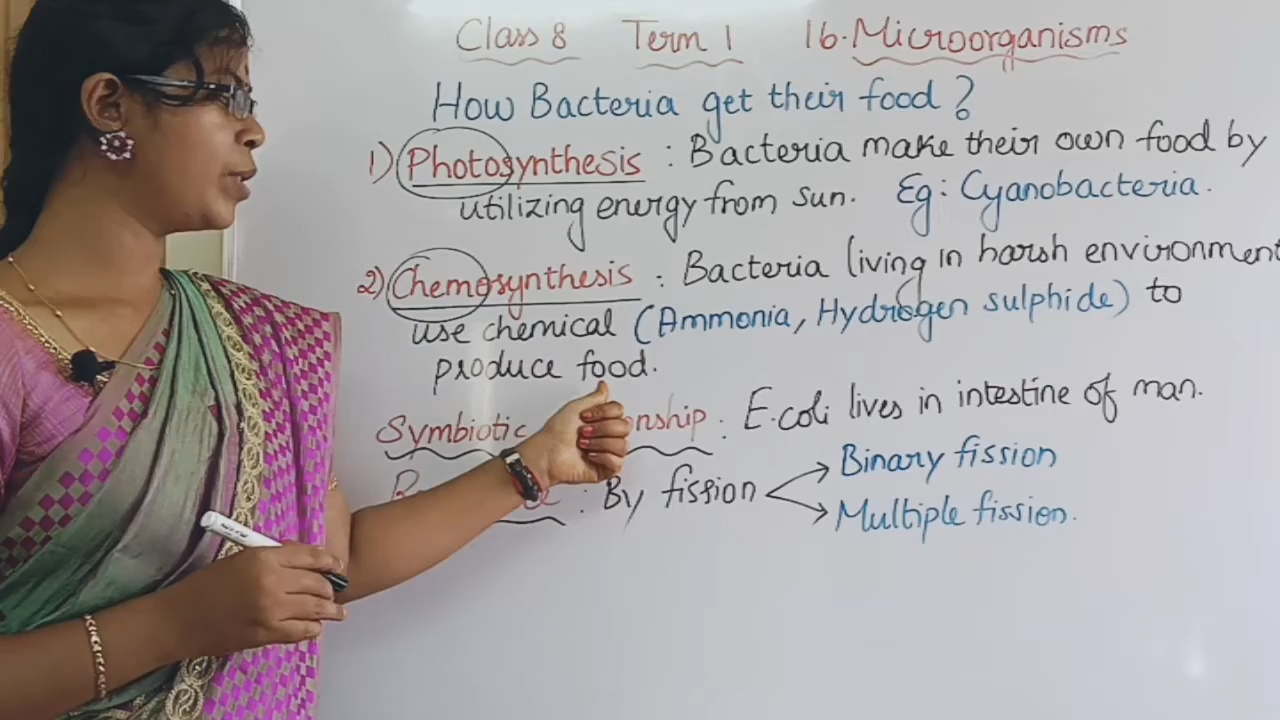 Class 8 Term 1 16. Microorganisms
How Bacteria get their food?
1) Photosynthesis : Bacteria make their own food by
utilizing energy from sun. Eg: Cyanobacteria.
2) Chemosynthesis : Bacteria living in harsh environment
use chemical (Ammonia, Hydrogen sulphide) to
produce food.
Symbiotic : E.coli lives in intestine of man.
: By fission
Binary fission
Multiple fission.